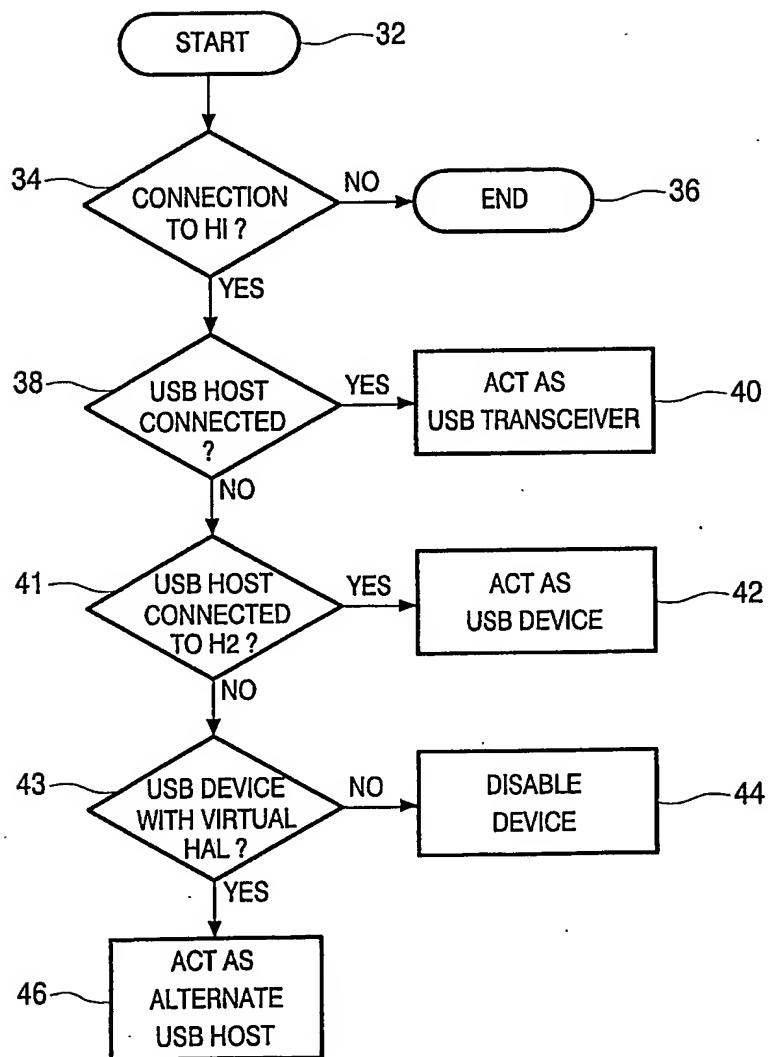 START
32
34
CONNECTION
TO HI ?
NO
END
36
YES
38
USB HOST
CONNECTED
?
YES
ACT AS
USB TRANSCEIVER
40
NO
41
USB HOST
CONNECTED
TO H2 ?
YES
ACT AS
USB DEVICE
42
NO
43
USB DEVICE
WITH VIRTUAL
HAL ?
NO
DISABLE
DEVICE
44
YES
46
ACT AS
ALTERNATE
USB HOST